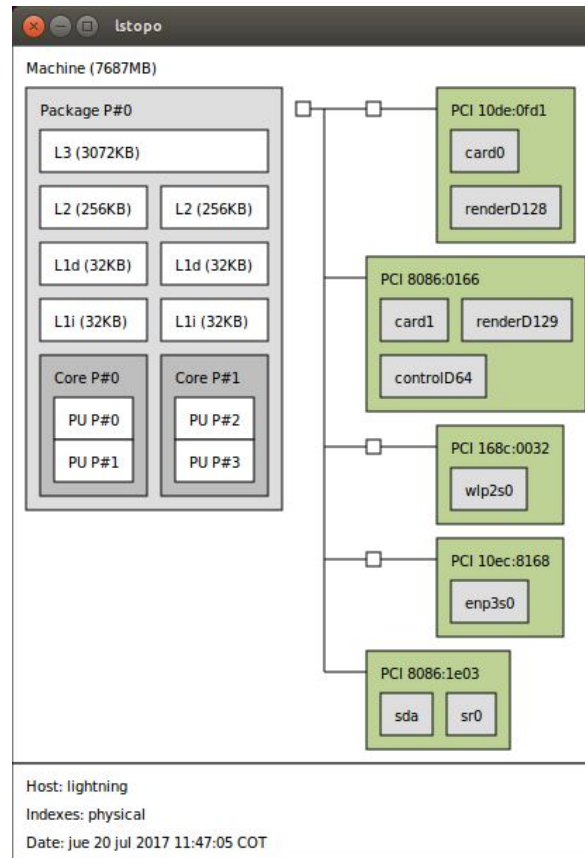 lstopo
Machine (7687MB)
Package P#0
L3 (3072KB)
L2 (256KB) L2 (256KB)
L1d (32KB) L1d (32KB)
L1i (32KB) L1i (32KB)
Core P#0 Core P#1
PU P#0 PU P#2
PU P#1 PU P#3
PCI 10de:0fd1
card0
renderD128
PCI 8086:0166
card1 renderD129
controlD64
PCI 168c:0032
wlp2s0
PCI 10ec:8168
enp3s0
PCI 8086:1e03
sda sr0
Host: lightning
Indexes: physical
Date: jue 20 jul 2017 11:47:05 COT